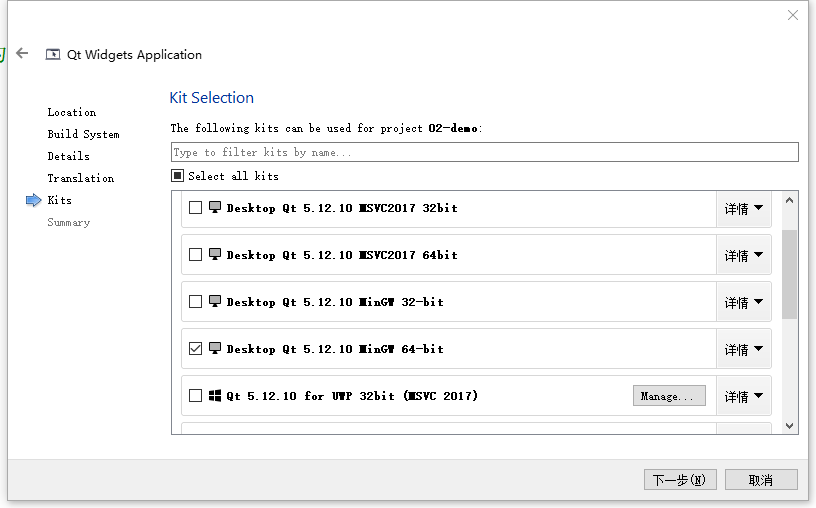 Qt Widgets Application
Location
Build System
Details
Translation
Kits
Summary
Kit Selection
The following kits can be used for project 02-demo:
Type to filter kits by name...
Select all kits
Desktop Qt 5.12.10 MSVC2017 32bit 详情
Desktop Qt 5.12.10 MSVC2017 64bit 详情
Desktop Qt 5.12.10 MinGW 32-bit 详情
Desktop Qt 5.12.10 MinGW 64-bit 详情
Qt 5.12.10 for UWP 32bit (MSVC 2017) Manage... 详情
下一步(N) 取消